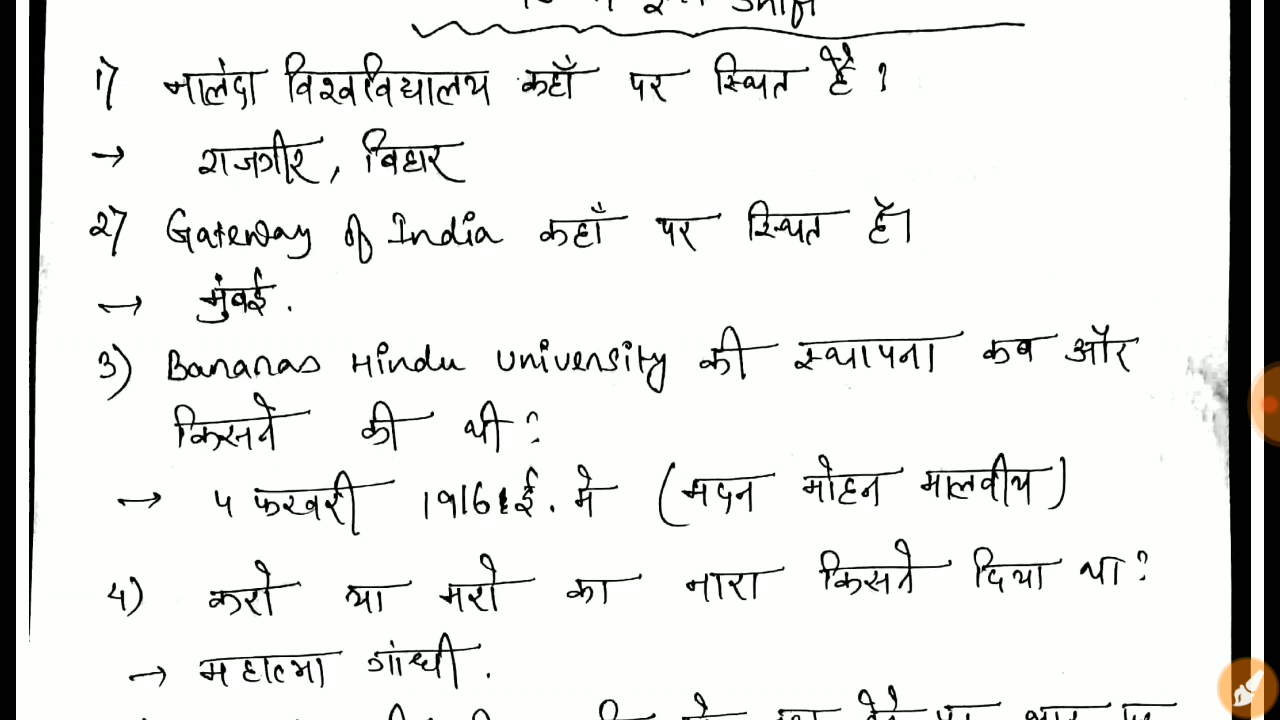 1) नालंदा विश्वविद्यालय कहाँ पर स्थित है ?
→ राजगीर, बिहार
2) Gateway of India कहाँ पर स्थित है।
→ मुंबई.
3) Bananas Hindu University की स्थापना कब और
किसने की थी ?
→ 4 फरवरी 1916 ई. मे (मदन मोहन मालवीय)
4) करो या मरो का नारा किसने दिया था ?
→ महात्मा गांधी.